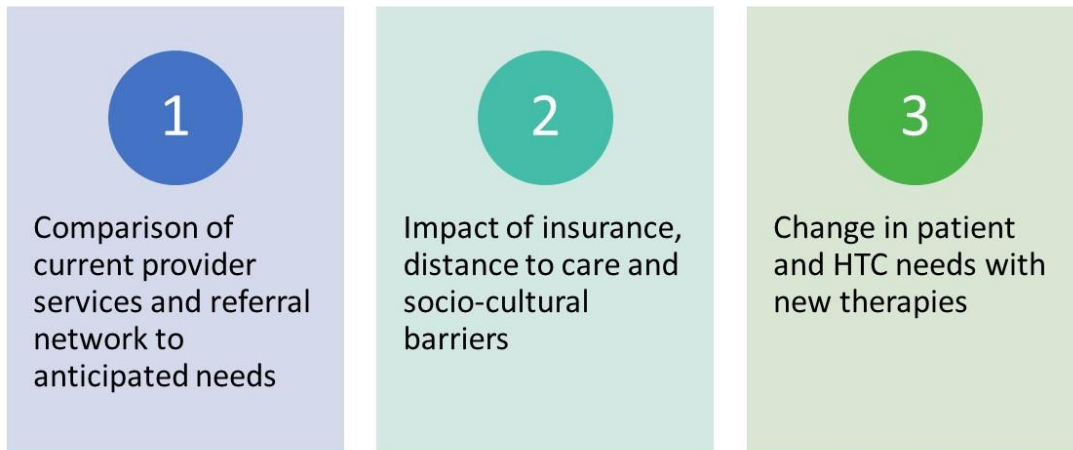 1
Comparison of
current provider
services and referral
network to
anticipated needs
2
Impact of insurance,
distance to care and
socio-cultural
barriers
3
Change in patient
and HTC needs with
new therapies